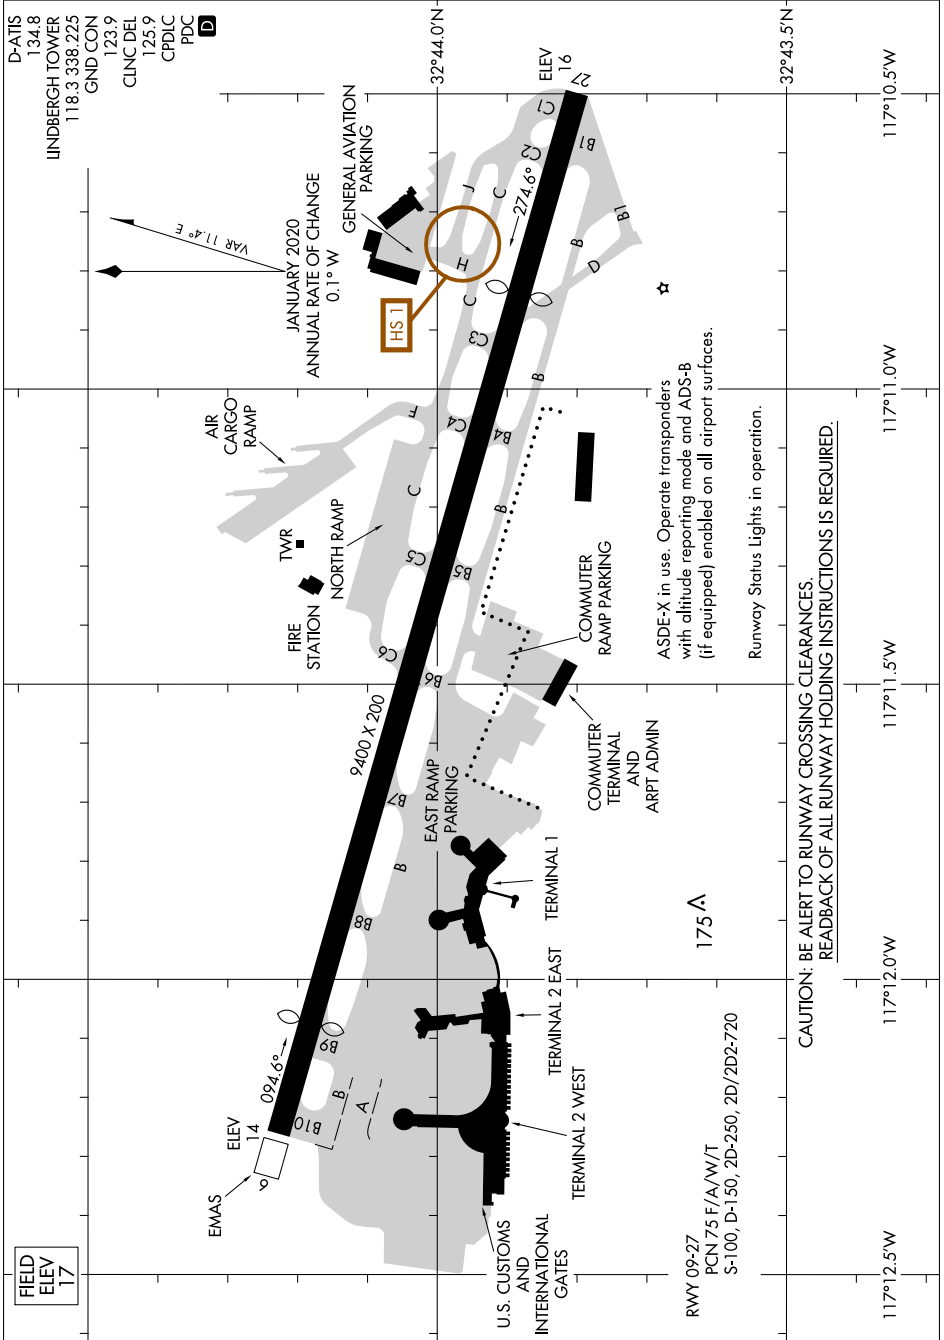 D-ATIS
134.8
LINDBERGH TOWER
118.3 338.225
GND CON
123.9
CLNC DEL
125.9
CPDLC
PDC
D
FIELD
ELEV
17
VAR 11.4° E
JANUARY 2020
ANNUAL RATE OF CHANGE
0.1° W
GENERAL AVIATION
PARKING
HS 1
AIR
CARGO
RAMP
TWR
FIRE
STATION
NORTH RAMP
EMAS
ELEV
14
9
094.6°
9400 X 200
274.6°
ELEV
16
27
B10
B
A
B9
B8
B
B7
B6
C6
B5
C5
C
B
B4
C4
F
C3
C
H
J
C
C2
C1
B1
B
B
D
B1
EAST RAMP
PARKING
TERMINAL 1
TERMINAL 2 EAST
TERMINAL 2 WEST
U.S. CUSTOMS
AND
INTERNATIONAL
GATES
COMMUTER
RAMP PARKING
COMMUTER
TERMINAL
AND
ARPT ADMIN
175
ASDE-X in use. Operate transponders
with altitude reporting mode and ADS-B
(if equipped) enabled on all airport surfaces.
Runway Status Lights in operation.
RWY 09-27
PCN 75 F/A/W/T
S-100, D-150, 2D-250, 2D/2D2-720
CAUTION: BE ALERT TO RUNWAY CROSSING CLEARANCES.
READBACK OF ALL RUNWAY HOLDING INSTRUCTIONS IS REQUIRED.
32°44.0'N
32°43.5'N
117°12.5'W
117°12.0'W
117°11.5'W
117°11.0'W
117°10.5'W